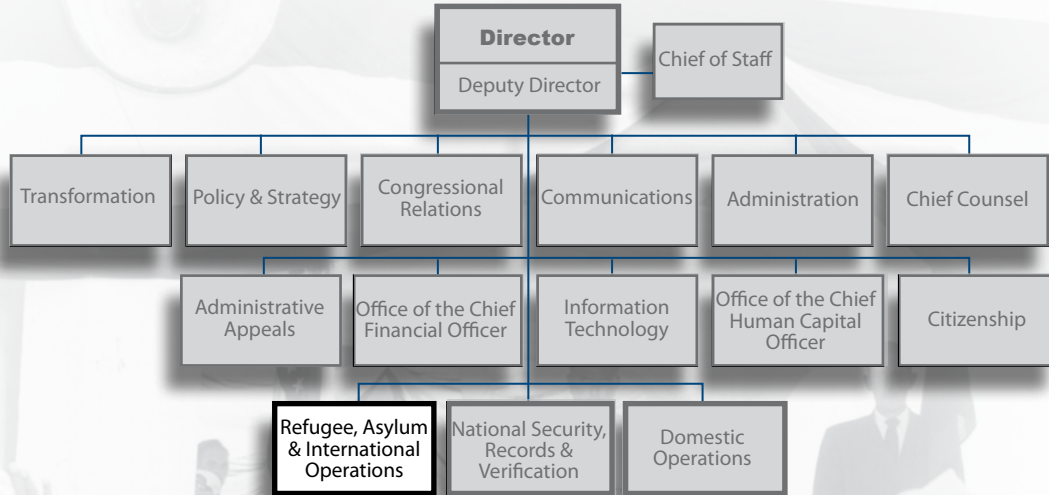 Director
Deputy Director
Chief of Staff
Transformation
Policy & Strategy
Congressional
Relations
Communications
Administration
Chief Counsel
Administrative
Appeals
Office of the Chief
Financial Officer
Information
Technology
Office of the Chief
Human Capital
Officer
Citizenship
Refugee, Asylum
& International
Operations
National Security,
Records &
Verification
Domestic
Operations